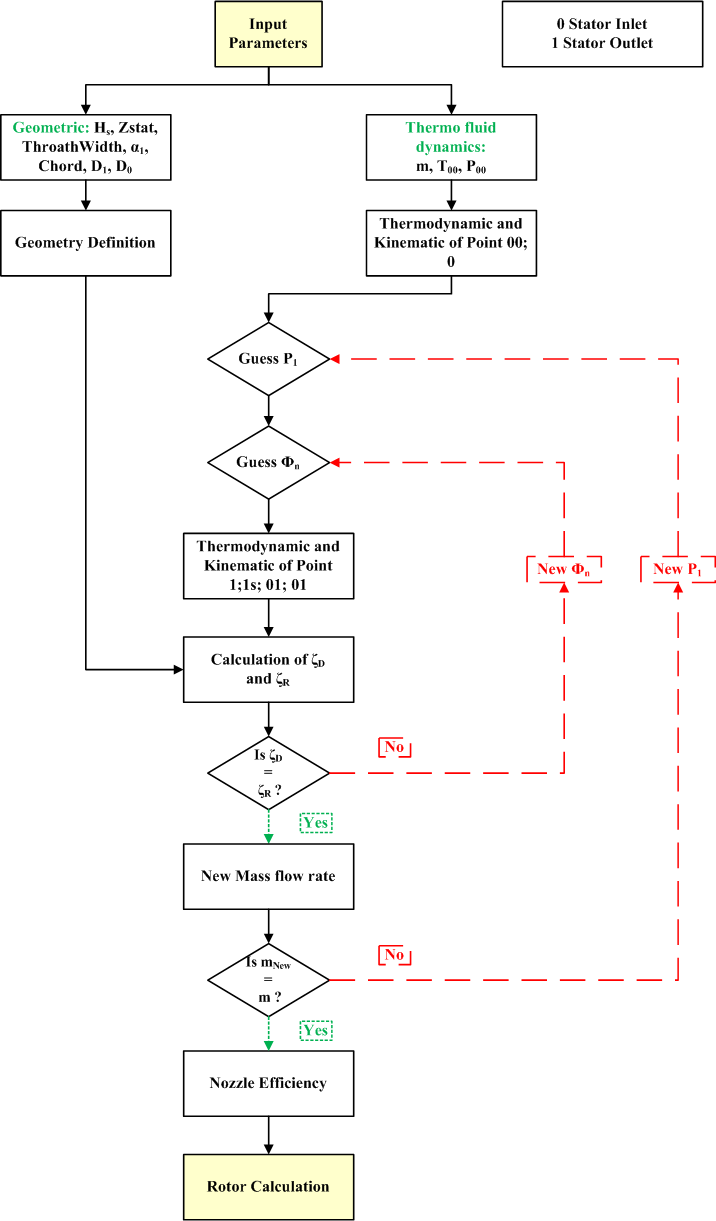 Input
Parameters
0 Stator Inlet
1 Stator Outlet
Geometric: Hₛ, Zstat,
ThroathWidth, α₁,
Chord, D₁, D₀
Thermo fluid
dynamics:
m, T₀₀, P₀₀
Geometry Definition
Thermodynamic and
Kinematic of Point 00;
0
Guess P₁
Guess Φₙ
Thermodynamic and
Kinematic of Point
1;1s; 01; 01
New Φₙ
New P₁
Calculation of ζD
and ζR
Is ζD
=
ζR ?
No
Yes
New Mass flow rate
Is mNew
=
m ?
No
Yes
Nozzle Efficiency
Rotor Calculation